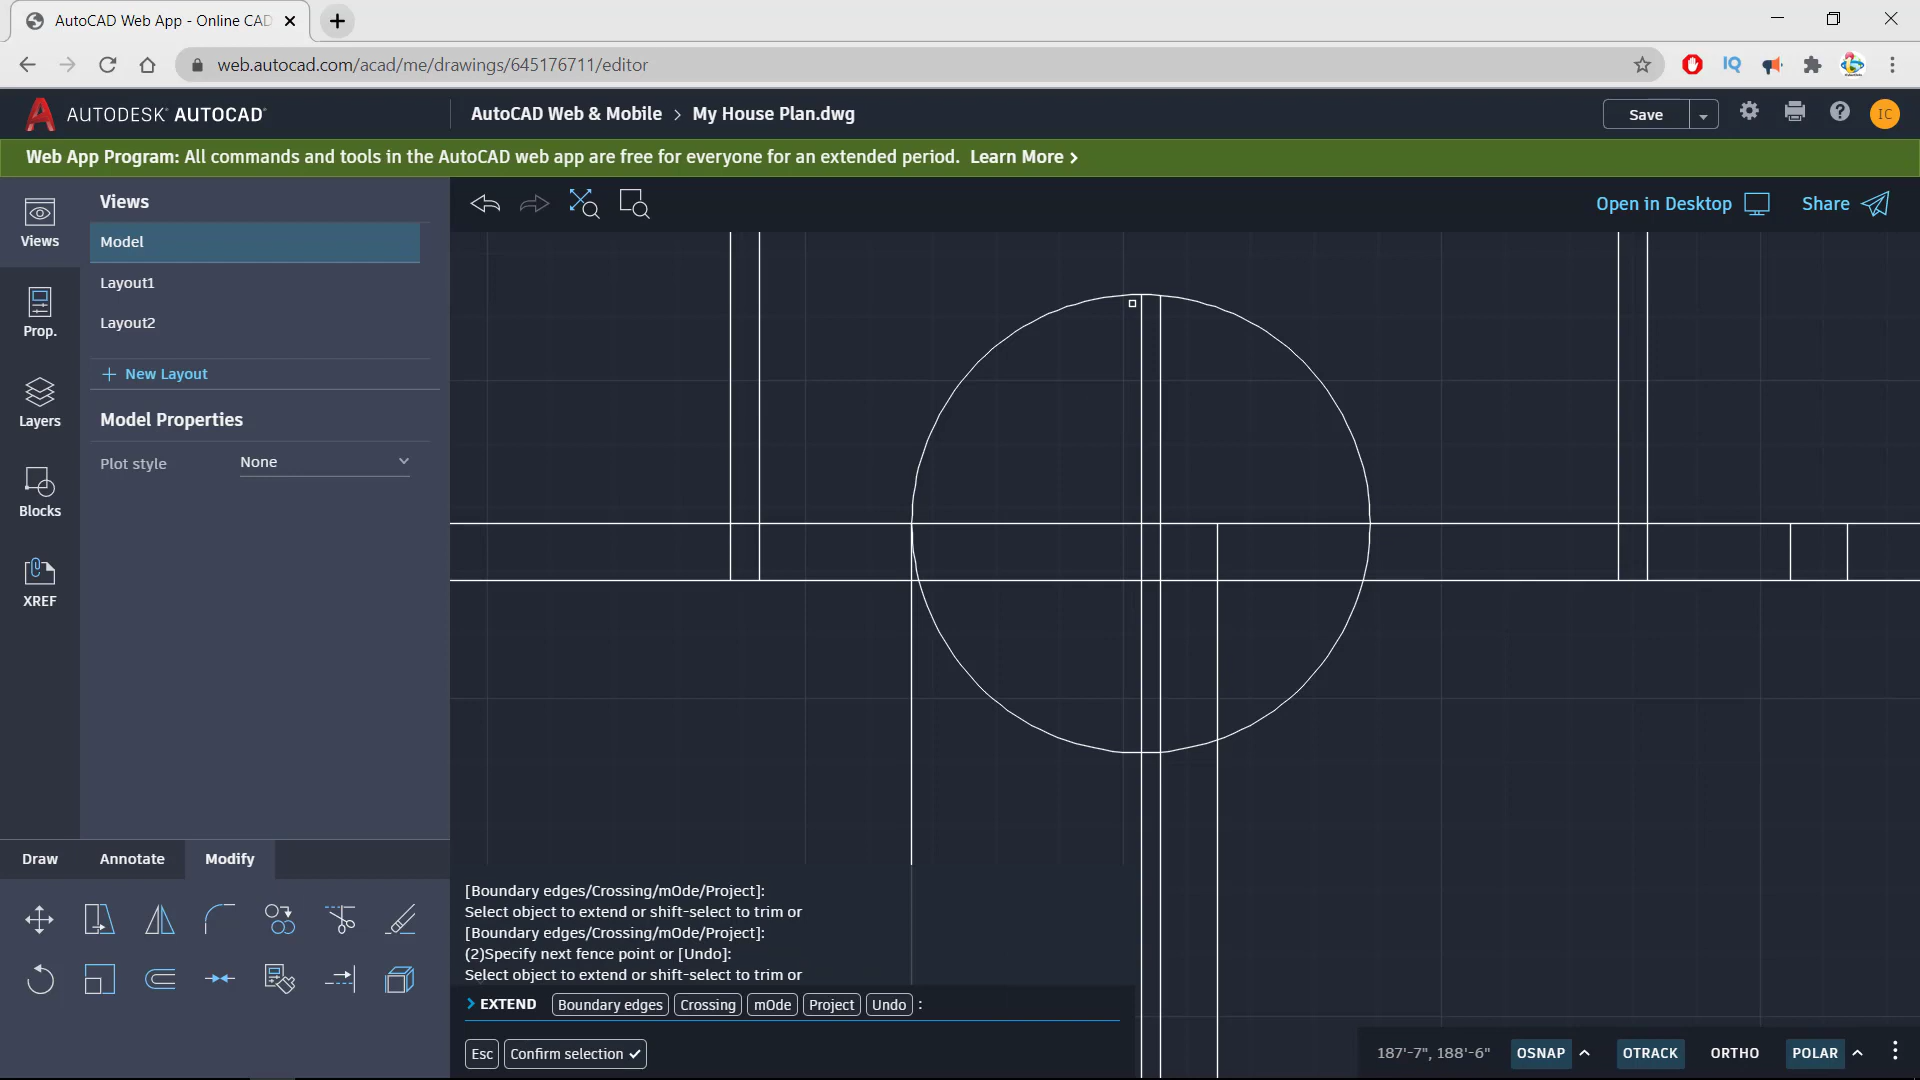 AutoCAD Web App - Online CAD
web.autocad.com/acad/me/drawings/645176711/editor
IQ
AUTODESK AUTOCAD
AutoCAD Web & Mobile > My House Plan.dwg
Save
IC
Web App Program: All commands and tools in the AutoCAD web app are free for everyone for an extended period. Learn More >
Views
Views
Open in Desktop
Share
Model
Layout1
Layout2
Prop.
+ New Layout
Layers
Model Properties
Plot style None
Blocks
XREF
Draw Annotate Modify
[Boundary edges/Crossing/mOde/Project]:
Select object to extend or shift-select to trim or
[Boundary edges/Crossing/mOde/Project]:
(2)Specify next fence point or [Undo]:
Select object to extend or shift-select to trim or
> EXTEND Boundary edges Crossing mOde Project Undo :
Esc Confirm selection ✓
187'-7", 188'-6" OSNAP OTRACK ORTHO POLAR